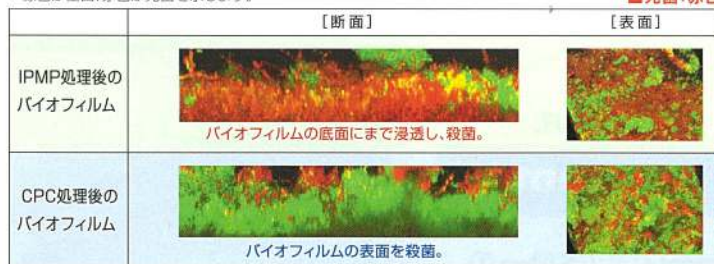 [断面]
[表面]
IPMP処理後の
バイオフィルム
バイオフィルムの底面にまで浸透し、殺菌。
CPC処理後の
バイオフィルム
バイオフィルムの表面を殺菌。